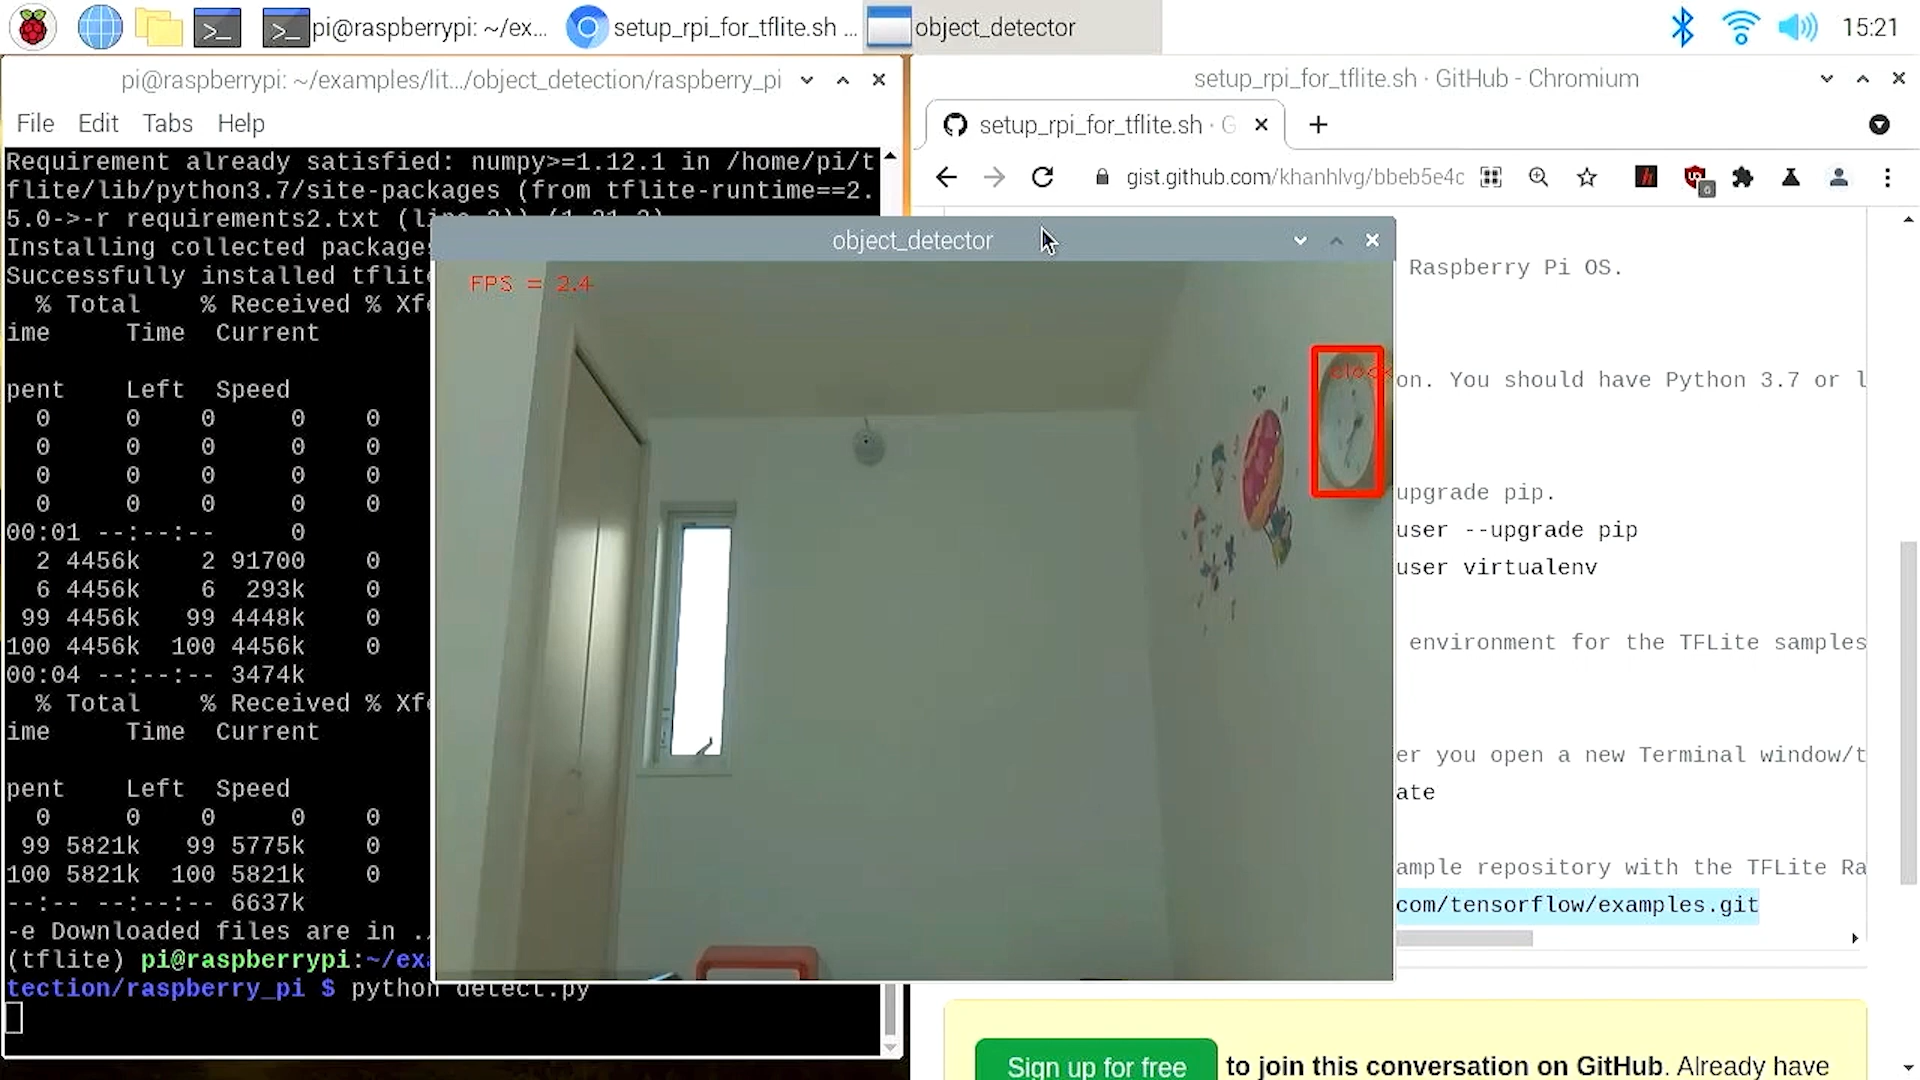 pi@raspberrypi: ~/ex...
setup_rpi_for_tflite.sh ...
object_detector
15:21
pi@raspberrypi: ~/examples/lit.../object_detection/raspberry_pi
File Edit Tabs Help
Requirement already satisfied: numpy>=1.12.1 in /home/pi/t
flite/lib/python3.7/site-packages (from tflite-runtime==2.
5.0->-r requirements2.txt
Installing collected package
Successfully installed tflite
% Total % Received % Xfe
ime Time Current
pent Left Speed
0 0 0 0 0
0 0 0 0 0
0 0 0 0 0
0 0 0 0 0
00:01 --:--:-- 0
2 4456k 2 91700 0
6 4456k 6 293k 0
99 4456k 99 4448k 0
100 4456k 100 4456k 0
00:04 --:--:-- 3474k
% Total % Received % Xfe
ime Time Current
pent Left Speed
0 0 0 0 0
99 5821k 99 5775k 0
100 5821k 100 5821k 0
--:-- --:--:-- 6637k
-e Downloaded files are in ..
(tflite) pi@raspberrypi:~/exa
tection/raspberry_pi $ python detect.py
object_detector
FPS = 2.4
clock
setup_rpi_for_tflite.sh · GitHub - Chromium
setup_rpi_for_tflite.sh · G
gist.github.com/khanhlvg/bbeb5e4c
Raspberry Pi OS.
on. You should have Python 3.7 or l
upgrade pip.
user --upgrade pip
user virtualenv
environment for the TFLite samples
er you open a new Terminal window/t
ate
ample repository with the TFLite Ra
com/tensorflow/examples.git
Sign up for free to join this conversation on GitHub. Already have